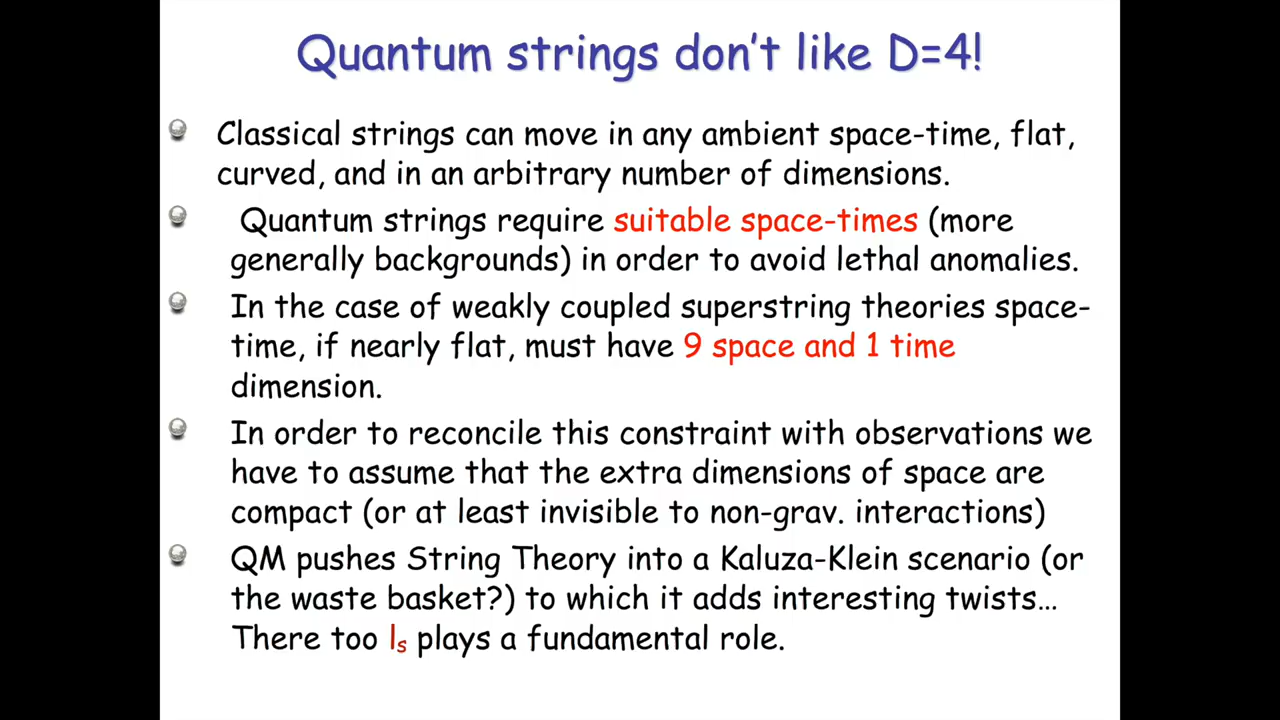 Quantum strings don't like D=4!
Classical strings can move in any ambient space-time, flat,
curved, and in an arbitrary number of dimensions.
Quantum strings require suitable space-times (more
generally backgrounds) in order to avoid lethal anomalies.
In the case of weakly coupled superstring theories space-
time, if nearly flat, must have 9 space and 1 time
dimension.
In order to reconcile this constraint with observations we
have to assume that the extra dimensions of space are
compact (or at least invisible to non-grav. interactions)
QM pushes String Theory into a Kaluza-Klein scenario (or
the waste basket?) to which it adds interesting twists…
There too ls plays a fundamental role.